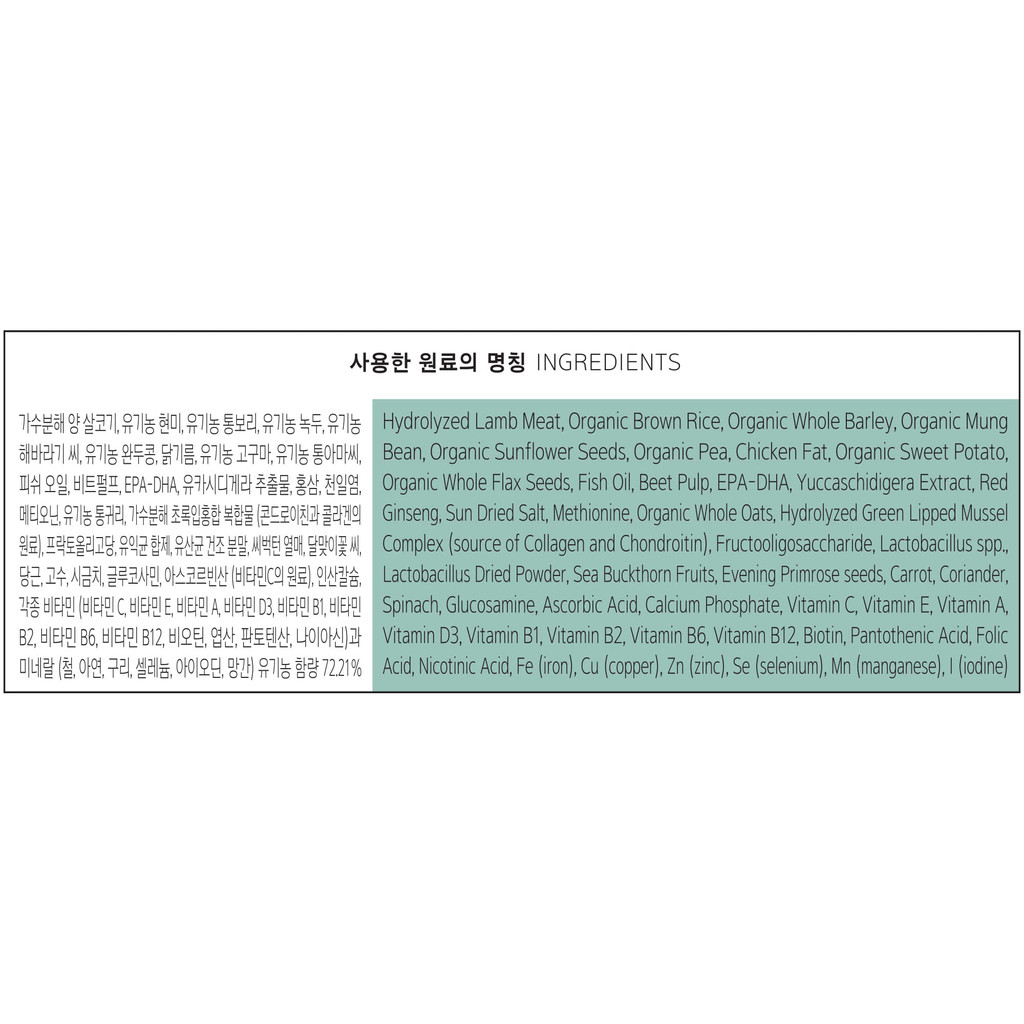 사용한 원료의 명칭 INGREDIENTS
가수분해 양 살코기, 유기농 현미, 유기농 통보리, 유기농 녹두, 유기농
해바라기 씨, 유기농 완두콩, 닭기름, 유기농 고구마, 유기농 통아마씨,
피쉬 오일, 비트펄프, EPA-DHA, 유카시디게라 추출물, 홍삼, 천일염,
메티오닌, 유기농 통귀리, 가수분해 초록입홍합 복합물 (콘드로이친과 콜라겐의
원료), 프락토올리고당, 유익균 합제, 유산균 건조 분말, 씨벅턴 열매, 달맞이꽃 씨,
당근, 고수, 시금치, 글루코사민, 아스코르빈산 (비타민C의 원료), 인산칼슘,
각종 비타민 (비타민 C, 비타민 E, 비타민 A, 비타민 D3, 비타민 B1, 비타민
B2, 비타민 B6, 비타민 B12, 비오틴, 엽산, 판토텐산, 나이아신)과
미네랄 (철, 아연, 구리, 셀레늄, 아이오딘, 망간) 유기농 함량 72.21%
Hydrolyzed Lamb Meat, Organic Brown Rice, Organic Whole Barley, Organic Mung
Bean, Organic Sunflower Seeds, Organic Pea, Chicken Fat, Organic Sweet Potato,
Organic Whole Flax Seeds, Fish Oil, Beet Pulp, EPA-DHA, Yuccaschidigera Extract, Red
Ginseng, Sun Dried Salt, Methionine, Organic Whole Oats, Hydrolyzed Green Lipped Mussel
Complex (source of Collagen and Chondroitin), Fructooligosaccharide, Lactobacillus spp.,
Lactobacillus Dried Powder, Sea Buckthorn Fruits, Evening Primrose seeds, Carrot, Coriander,
Spinach, Glucosamine, Ascorbic Acid, Calcium Phosphate, Vitamin C, Vitamin E, Vitamin A,
Vitamin D3, Vitamin B1, Vitamin B2, Vitamin B6, Vitamin B12, Biotin, Pantothenic Acid, Folic
Acid, Nicotinic Acid, Fe (iron), Cu (copper), Zn (zinc), Se (selenium), Mn (manganese), I (iodine)